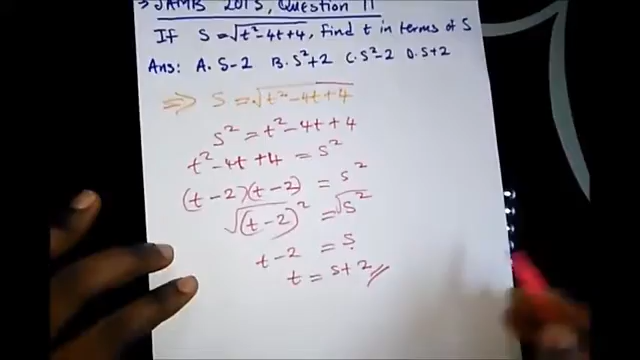 JAMB 2015, Question 11
If S = √t²-4t+4, find t in terms of S
Ans: A. S-2 B. S²+2 C. S²-2 D. S+2
⇒ S = √t²-4t+4
S² = t²-4t+4
t²-4t+4 = S²
(t-2)(t-2) = S²
√(t-2)² = √S²
t-2 = S
t = S+2 //